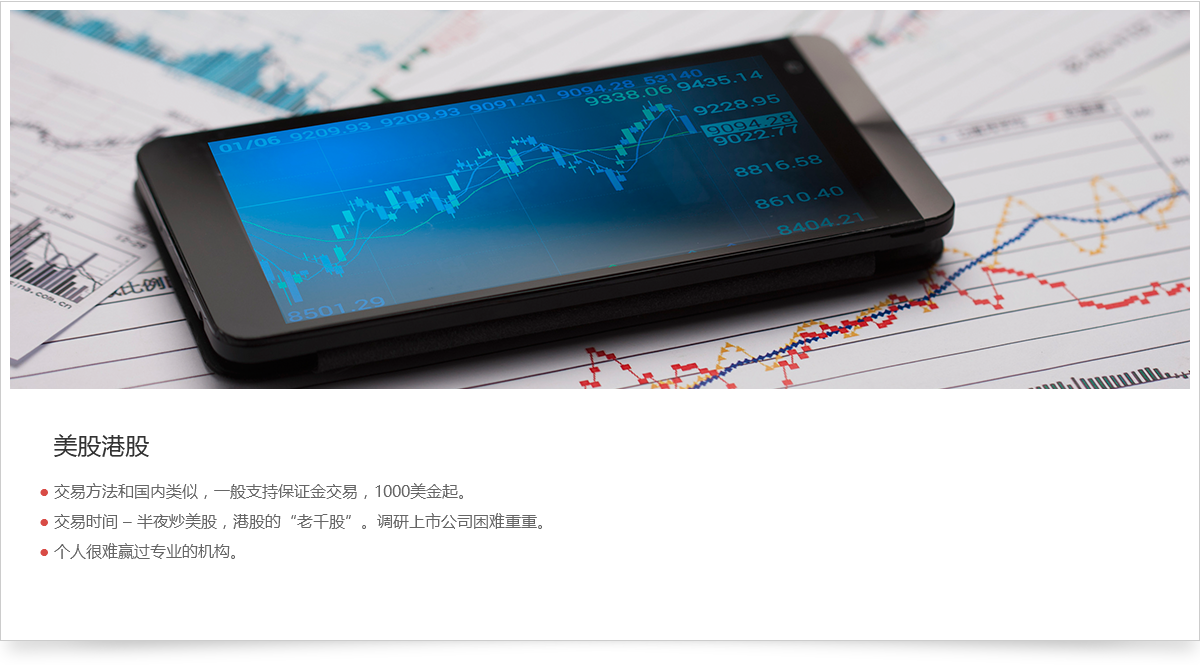 01/06 9209.93 9209.93 9091.41 9094.28 53140
9338.06 9435.14
9228.95
9094.28
9022.77
8816.58
8610.40
8404.21
8501.29
美股港股
交易方法和国内类似，一般支持保证金交易，1000美金起。
交易时间 – 半夜炒美股，港股的“老千股”。调研上市公司困难重重。
个人很难赢过专业的机构。